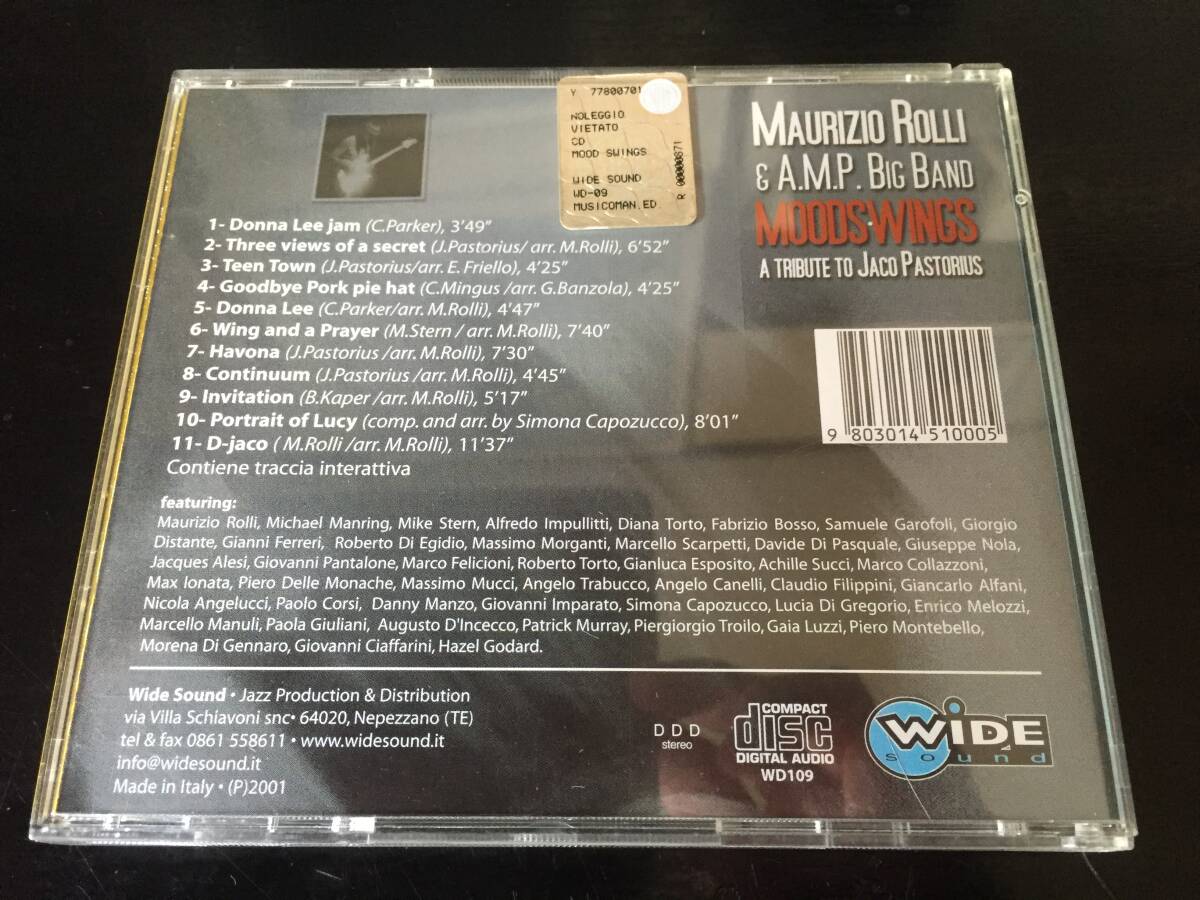 Y 77800701
NOLEGGIO
VIETATO
CD
MOOD SWINGS
WIDE SOUND
WD-09
MUSICOMAN.ED.
R 00000871
MAURIZIO ROLLI
& A.M.P. BIG BAND
MOODSWINGS
A TRIBUTE TO JACO PASTORIUS
1- Donna Lee jam (C.Parker), 3'49"
2- Three views of a secret (J.Pastorius/ arr. M.Rolli), 6'52"
3- Teen Town (J.Pastorius/arr. E. Friello), 4'25"
4- Goodbye Pork pie hat (C.Mingus /arr. G.Banzola), 4'25"
5- Donna Lee (C.Parker/arr. M.Rolli), 4'47"
6- Wing and a Prayer (M.Stern / arr. M.Rolli), 7'40"
7- Havona (J.Pastorius /arr. M.Rolli), 7'30"
8- Continuum (J.Pastorius /arr. M.Rolli), 4'45"
9- Invitation (B.Kaper /arr. M.Rolli), 5'17"
10- Portrait of Lucy (comp. and arr. by Simona Capozucco), 8'01"
11- D-jaco ( M.Rolli /arr. M.Rolli), 11'37"
Contiene traccia interattiva
9 803014 510005
featuring:
Maurizio Rolli, Michael Manring, Mike Stern, Alfredo Impullitti, Diana Torto, Fabrizio Bosso, Samuele Garofoli, Giorgio
Distante, Gianni Ferreri, Roberto Di Egidio, Massimo Morganti, Marcello Scarpetti, Davide Di Pasquale, Giuseppe Nola,
Jacques Alesi, Giovanni Pantalone, Marco Felicioni, Roberto Torto, Gianluca Esposito, Achille Succi, Marco Collazzoni,
Max Ionata, Piero Delle Monache, Massimo Mucci, Angelo Trabucco, Angelo Canelli, Claudio Filippini, Giancarlo Alfani,
Nicola Angelucci, Paolo Corsi, Danny Manzo, Giovanni Imparato, Simona Capozucco, Lucia Di Gregorio, Enrico Melozzi,
Marcello Manuli, Paola Giuliani, Augusto D'Incecco, Patrick Murray, Piergiorgio Troilo, Gaia Luzzi, Piero Montebello,
Morena Di Gennaro, Giovanni Ciaffarini, Hazel Godard.
Wide Sound • Jazz Production & Distribution
via Villa Schiavoni snc• 64020, Nepezzano (TE)
tel & fax 0861 558611 • www.widesound.it
info@widesound.it
Made in Italy • (P)2001
D D D
stereo
COMPACT
disc
DIGITAL AUDIO
WD109
WIDE
sound